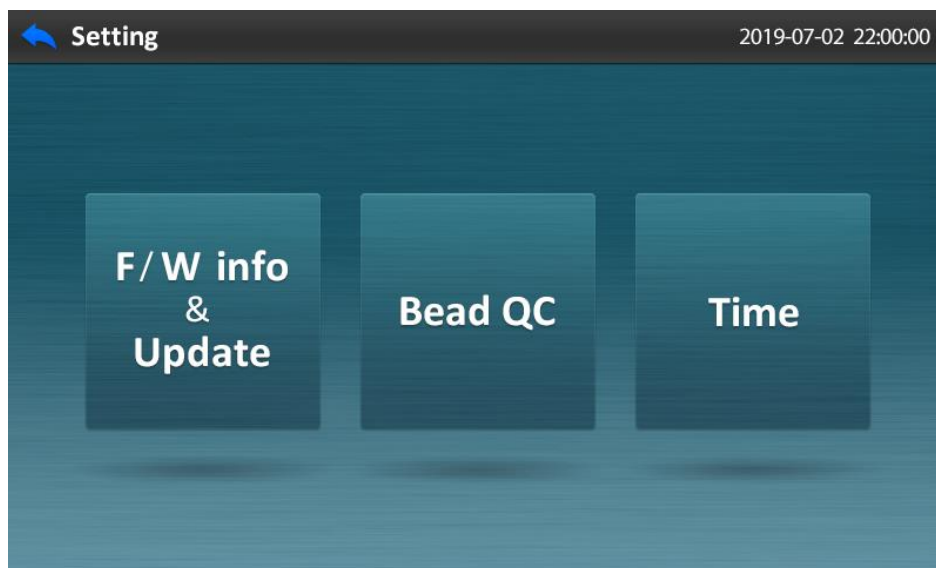 Setting
2019-07-02 22:00:00
F/W info
&
Update
Bead QC
Time